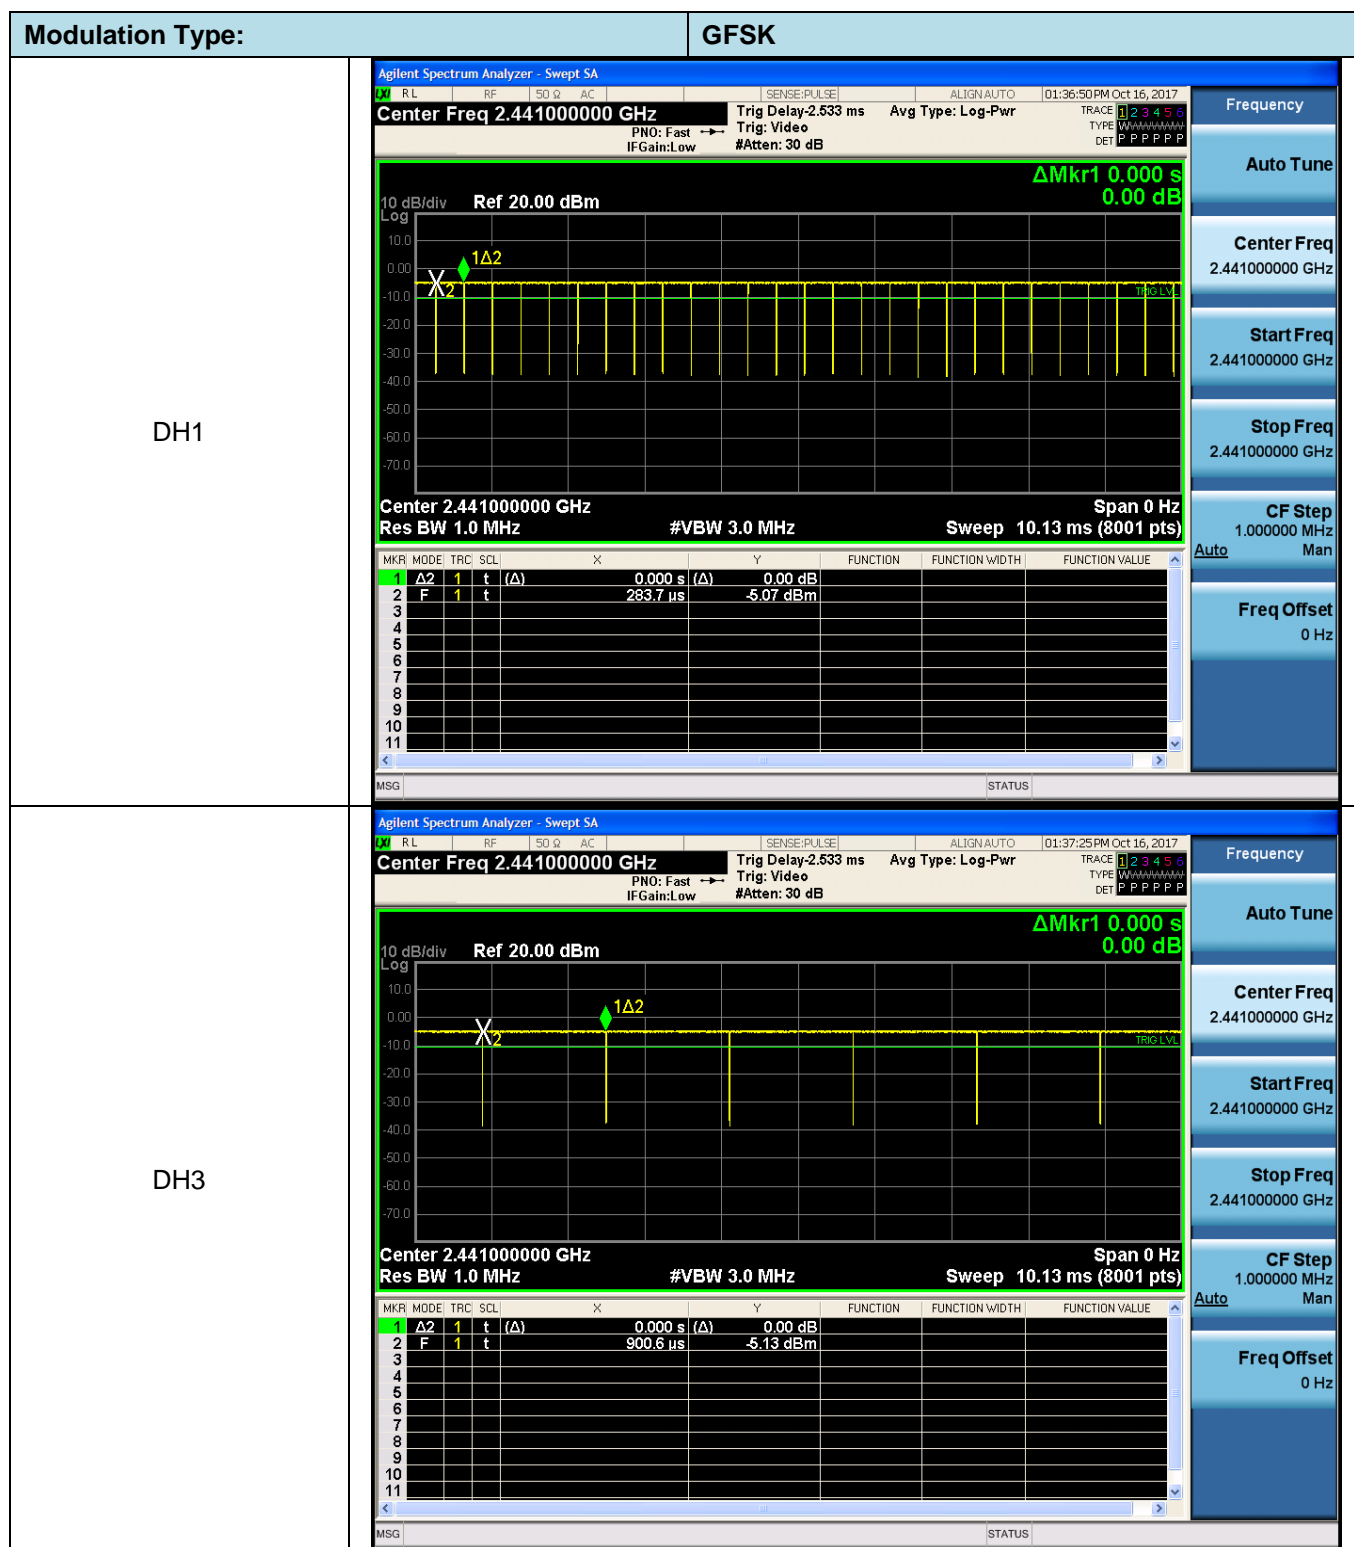 Modulation Type: GFSK
DH1
Agilent Spectrum Analyzer - Swept SA
LXI RL RF 50 Ω AC SENSE:PULSE ALIGN AUTO 01:36:50 PM Oct 16, 2017
Center Freq 2.441000000 GHz
PNO: Fast
IFGain:Low
Trig Delay-2.533 ms
Trig: Video
#Atten: 30 dB
Avg Type: Log-Pwr
TRACE 1 2 3 4 5 6
TYPE
DET P P P P P P
ΔMkr1 0.000 s
0.00 dB
10 dB/div
Log
Ref 20.00 dBm
10.0
0.00
-10.0
-20.0
-30.0
-40.0
-50.0
-60.0
-70.0
1Δ2
2
TRIG LVL
Center 2.441000000 GHz Span 0 Hz
Res BW 1.0 MHz #VBW 3.0 MHz Sweep 10.13 ms (8001 pts)
MKR MODE TRC SCL X Y FUNCTION FUNCTION WIDTH FUNCTION VALUE
1 Δ2 1 t (Δ) 0.000 s (Δ) 0.00 dB
2 F 1 t 283.7 µs -5.07 dBm
3
4
5
6
7
8
9
10
11
MSG STATUS
Frequency
Auto Tune
Center Freq
2.441000000 GHz
Start Freq
2.441000000 GHz
Stop Freq
2.441000000 GHz
CF Step
1.000000 MHz
Auto Man
Freq Offset
0 Hz
DH3
Agilent Spectrum Analyzer - Swept SA
LXI RL RF 50 Ω AC SENSE:PULSE ALIGN AUTO 01:37:25 PM Oct 16, 2017
Center Freq 2.441000000 GHz
PNO: Fast
IFGain:Low
Trig Delay-2.533 ms
Trig: Video
#Atten: 30 dB
Avg Type: Log-Pwr
TRACE 1 2 3 4 5 6
TYPE
DET P P P P P P
ΔMkr1 0.000 s
0.00 dB
10 dB/div
Log
Ref 20.00 dBm
10.0
0.00
-10.0
-20.0
-30.0
-40.0
-50.0
-60.0
-70.0
1Δ2
2
TRIG LVL
Center 2.441000000 GHz Span 0 Hz
Res BW 1.0 MHz #VBW 3.0 MHz Sweep 10.13 ms (8001 pts)
MKR MODE TRC SCL X Y FUNCTION FUNCTION WIDTH FUNCTION VALUE
1 Δ2 1 t (Δ) 0.000 s (Δ) 0.00 dB
2 F 1 t 900.6 µs -5.13 dBm
3
4
5
6
7
8
9
10
11
MSG STATUS
Frequency
Auto Tune
Center Freq
2.441000000 GHz
Start Freq
2.441000000 GHz
Stop Freq
2.441000000 GHz
CF Step
1.000000 MHz
Auto Man
Freq Offset
0 Hz